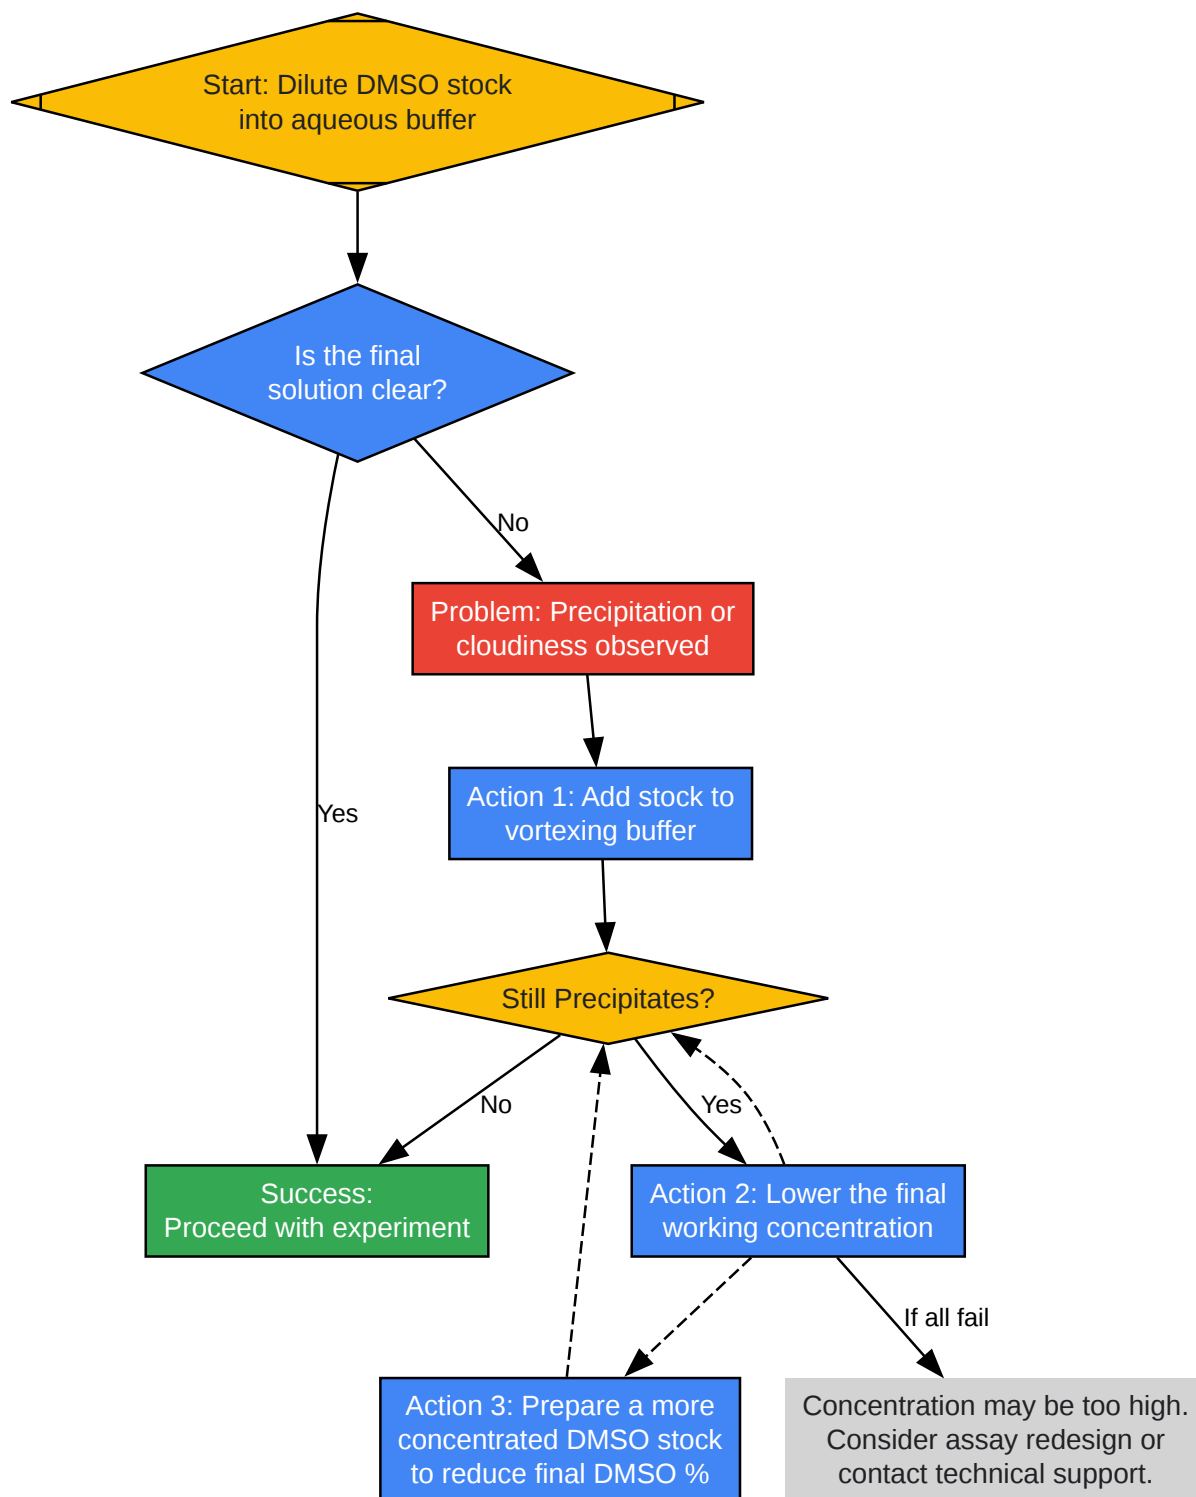 Start: Dilute DMSO stock
into aqueous buffer
Is the final
solution clear?
No
Problem: Precipitation or
cloudiness observed
Action 1: Add stock to
vortexing buffer
Yes
Still Precipitates?
No
Yes
Success:
Proceed with experiment
Action 2: Lower the final
working concentration
If all fail
Action 3: Prepare a more
concentrated DMSO stock
to reduce final DMSO %
Concentration may be too high.
Consider assay redesign or
contact technical support.